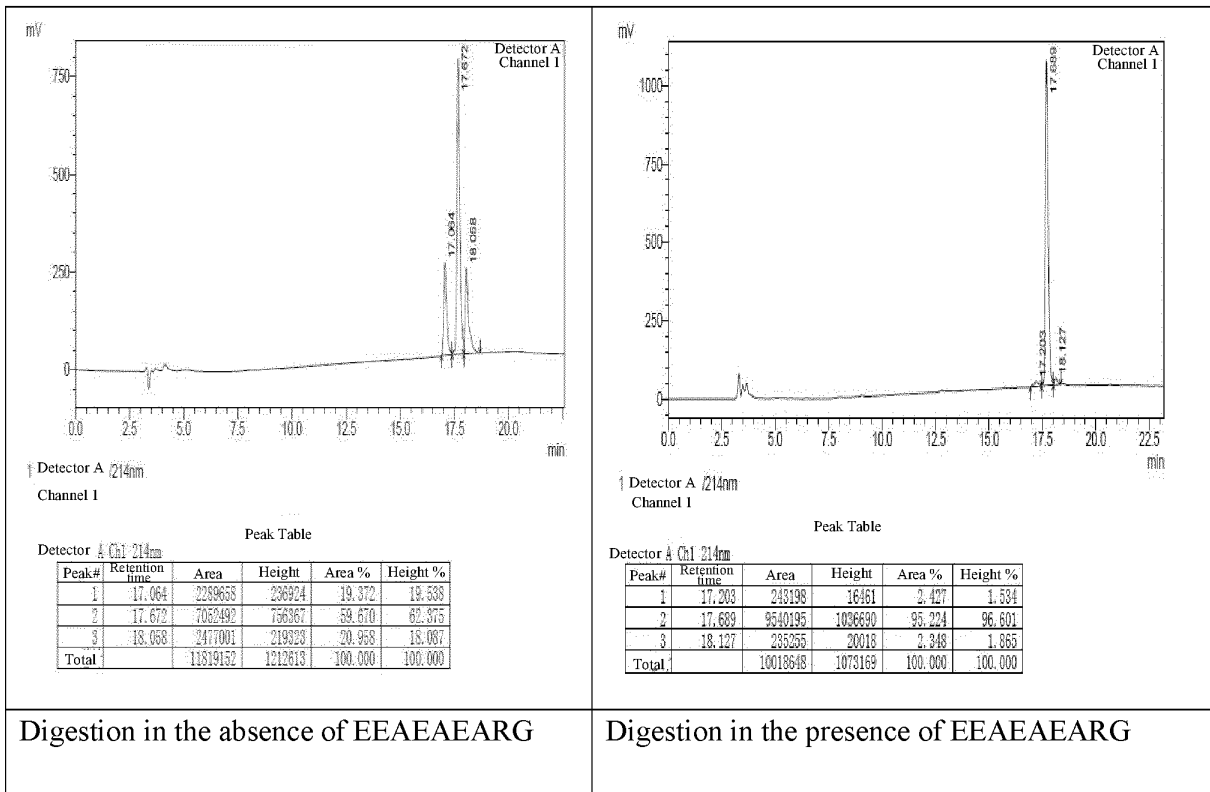 mV
Detector A
Channel 1
17.672
17.064
18.058
750
500
250
0
0.0 2.5 5.0 7.5 10.0 12.5 15.0 17.5 20.0
min
1 Detector A /214nm
Channel 1
Peak Table
Detector A Ch1 214nm
Peak# Retention time Area Height Area % Height %
1 17.064 2289658 236924 19.372 19.538
2 17.672 7052492 756367 59.670 62.375
3 18.058 2477001 219323 20.958 18.087
Total 11819152 1212613 100.000 100.000
Digestion in the absence of EEAEAEARG
mV
Detector A
Channel 1
17.689
17.203
18.127
1000
750
500
250
0
0.0 2.5 5.0 7.5 10.0 12.5 15.0 17.5 20.0 22.5
min
1 Detector A /214nm
Channel 1
Peak Table
Detector A Ch1 214nm
Peak# Retention time Area Height Area % Height %
1 17.203 243198 16461 2.427 1.534
2 17.689 9540195 1036690 95.224 96.601
3 18.127 235255 20018 2.348 1.865
Total 10018648 1073169 100.000 100.000
Digestion in the presence of EEAEAEARG